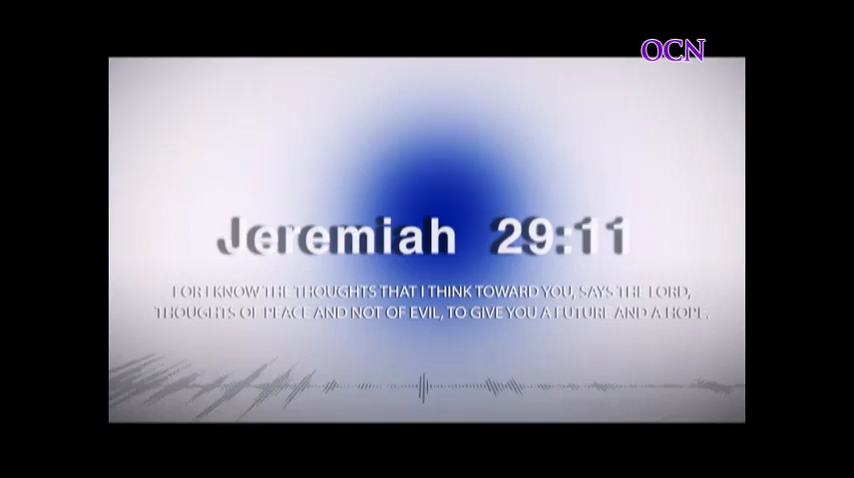 OCN
Jeremiah 29:11
FOR I KNOW THE THOUGHTS THAT I THINK TOWARD YOU, SAYS THE LORD,
THOUGHTS OF PEACE AND NOT OF EVIL, TO GIVE YOU A FUTURE AND A HOPE.